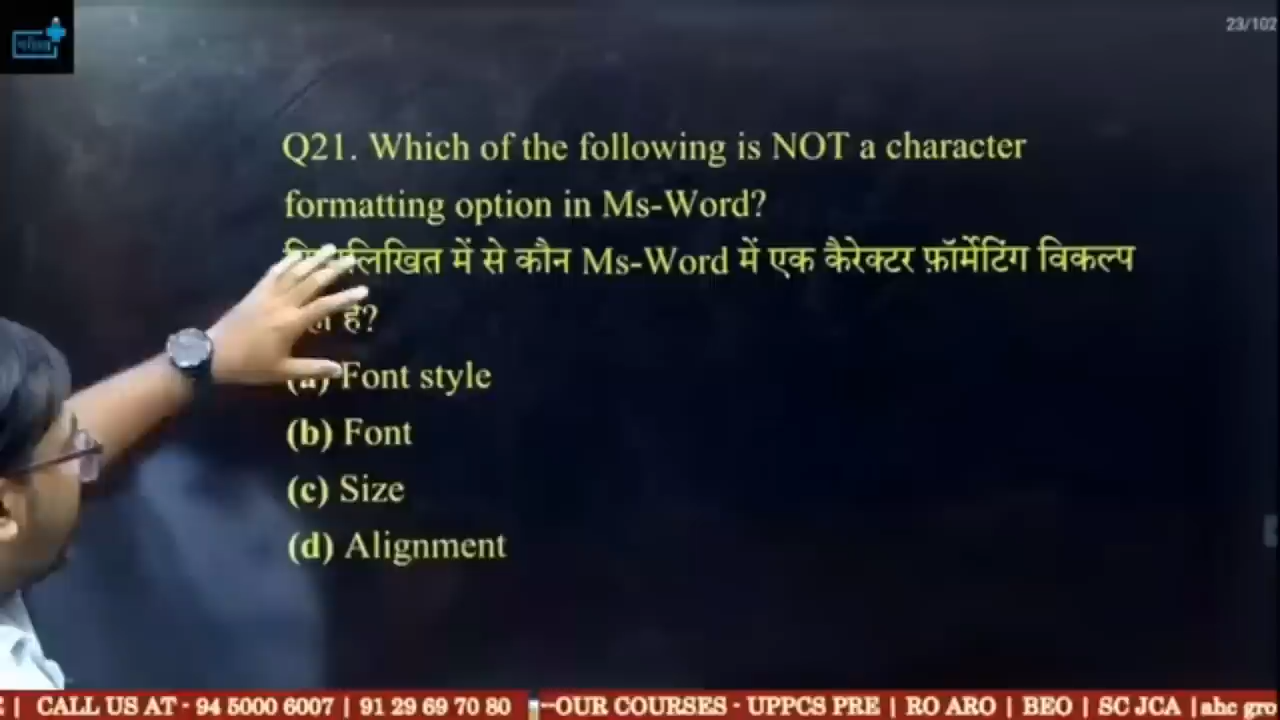 23/102
Q21. Which of the following is NOT a character
formatting option in Ms-Word?
में से कौन Ms-Word में एक कैरेक्टर फ़ॉर्मेटिंग विकल्प
है?
(a) Font style
(b) Font
(c) Size
(d) Alignment
| CALL US AT - 94 5000 6007 | 91 29 69 70 80 --OUR COURSES - UPPCS PRE | RO ARO | BEO | SC JCA | ahc gro